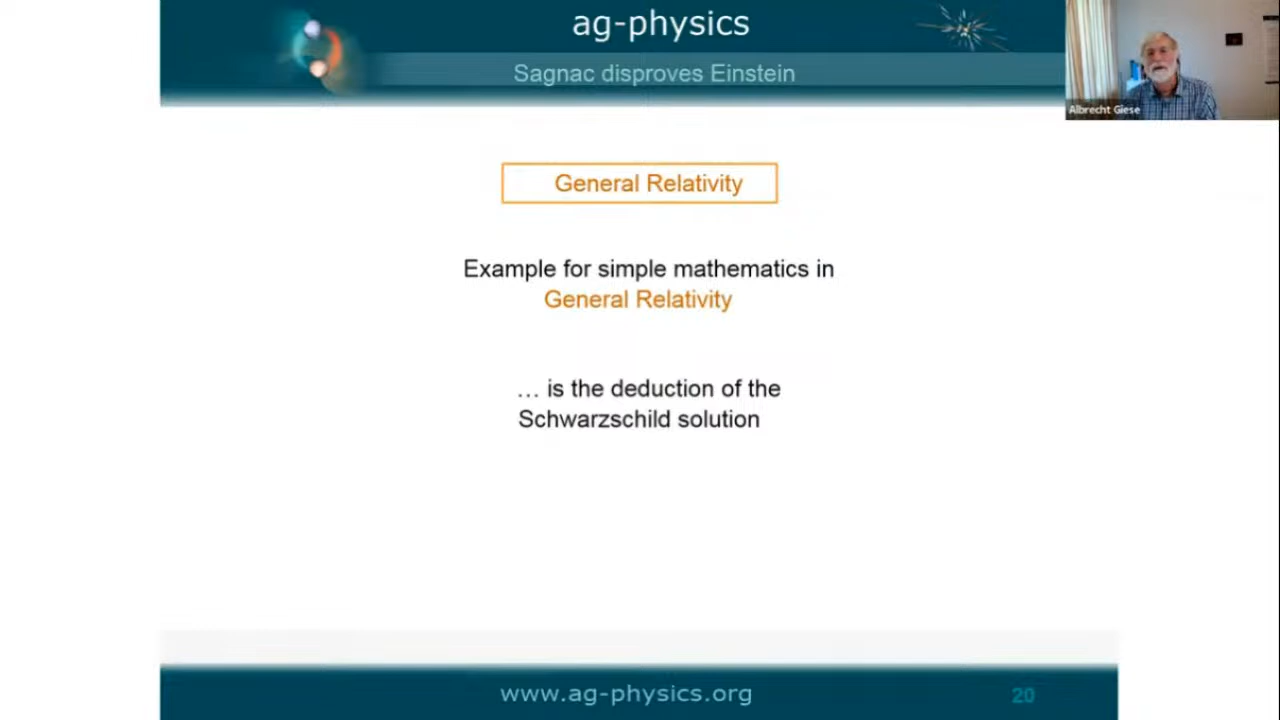 ag-physics
Sagnac disproves Einstein
Albrecht Giese
General Relativity
Example for simple mathematics in
General Relativity
… is the deduction of the
Schwarzschild solution
www.ag-physics.org
20